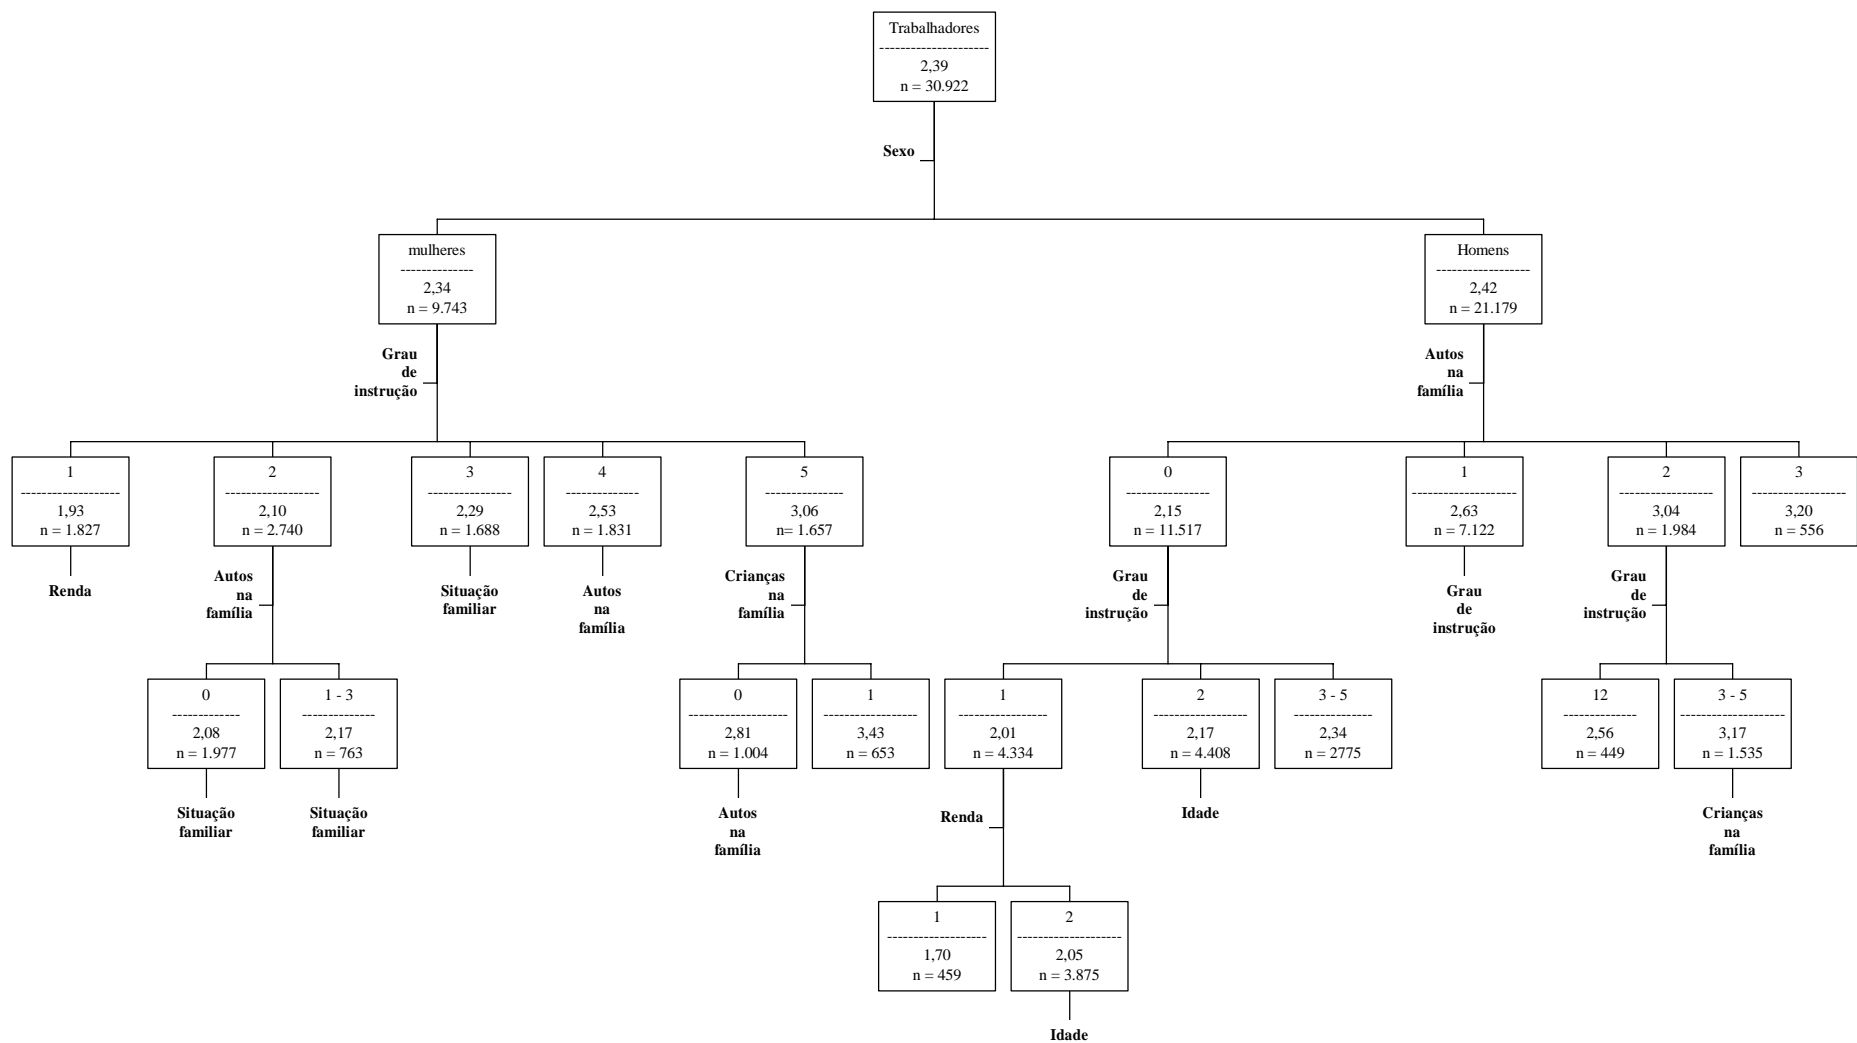 Trabalhadores
---------------------
2,39
n = 30.922
Sexo
mulheres
--------------
2,34
n = 9.743
Homens
------------------
2,42
n = 21.179
Grau
de
instrução
Autos
na
família
1
-------------------
1,93
n = 1.827
2
------------------
2,10
n = 2.740
3
--------------
2,29
n = 1.688
4
--------------
2,53
n = 1.831
5
----------------
3,06
n= 1.657
0
----------------
2,15
n = 11.517
1
--------------------
2,63
n = 7.122
2
----------------
3,04
n = 1.984
3
------------------
3,20
n = 556
Renda
Autos
na
família
Situação
familiar
Autos
na
família
Crianças
na
família
Grau
de
instrução
Grau
de
instrução
Grau
de
instrução
0
-------------
2,08
n = 1.977
1 - 3
--------------
2,17
n = 763
0
-------------------
2,81
n = 1.004
1
------------------
3,43
n = 653
1
-------------------
2,01
n = 4.334
2
----------------
2,17
n = 4.408
3 - 5
----------------
2,34
n = 2775
12
--------------
2,56
n = 449
3 - 5
--------------------
3,17
n = 1.535
Situação
familiar
Situação
familiar
Autos
na
família
Renda
Idade
Crianças
na
família
1
-------------------
1,70
n = 459
2
--------------------
2,05
n = 3.875
Idade